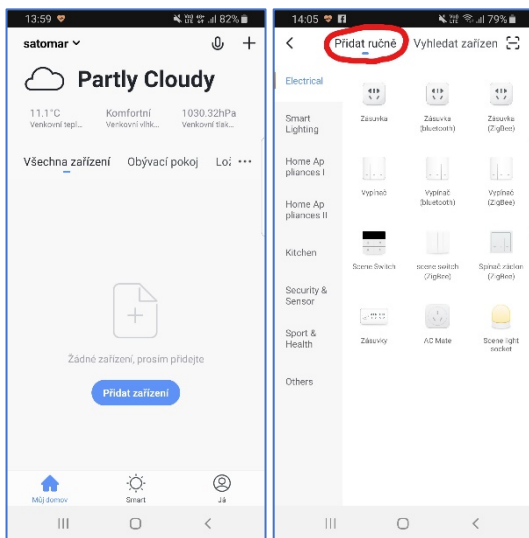 13:59
82%
satomar
Partly Cloudy
11.1°C
Komfortní
1030.32hPa
Venkovní tepl...
Venkovní vlhk...
Venkovní tlak...
Všechna zařízení
Obývací pokoj
Lož
Žádné zařízení, prosím přidejte
Přidat zařízení
Můj domov
Smart
Já
14:05
79%
Přidat ručně
Vyhledat zařízen
Electrical
Smart
Lighting
Home Ap
pliances I
Home Ap
pliances II
Kitchen
Security &
Sensor
Sport &
Health
Others
Zásuvka
Zásuvka
(bluetooth)
Zásuvka
(ZigBee)
Vypínač
Vypínač
(bluetooth)
Vypínač
(ZigBee)
Scene Switch
scene switch
(ZigBee)
Spínač záclon
(ZigBee)
Zásuvky
AC Mate
Scene light
socket